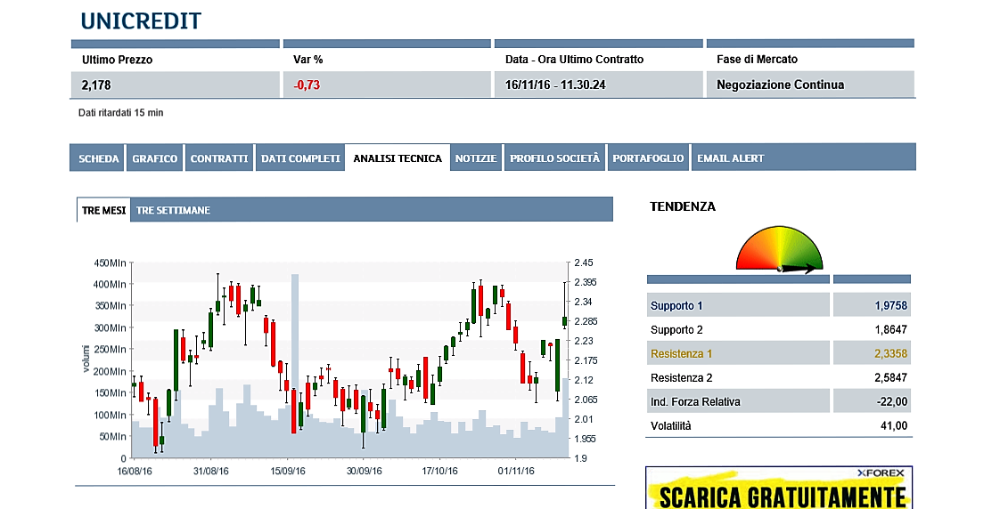 UNICREDIT
Ultimo Prezzo Var % Data - Ora Ultimo Contratto Fase di Mercato
2,178 -0,73 16/11/16 - 11.30.24 Negoziazione Continua
Dati ritardati 15 min
SCHEDA GRAFICO CONTRATTI DATI COMPLETI ANALISI TECNICA NOTIZIE PROFILO SOCIETÀ PORTAFOGLIO EMAIL ALERT
TRE MESI TRE SETTIMANE
TENDENZA
450Mln 2.45
400Mln 2.395
350Mln 2.34
300Mln 2.285
250Mln 2.23
200Mln 2.175
150Mln 2.12
100Mln 2.065
50Mln 2.01
0 1.955
1.9
volumi
16/08/16 31/08/16 15/09/16 30/09/16 17/10/16 01/11/16
Supporto 1 1,9758
Supporto 2 1,8647
Resistenza 1 2,3358
Resistenza 2 2,5847
Ind. Forza Relativa -22,00
Volatilità 41,00
XFOREX
SCARICA GRATUITAMENTE